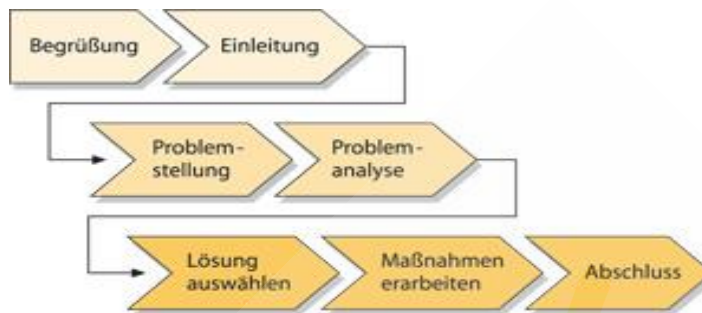 Begrüßung
Einleitung
Problem-
stellung
Problem-
analyse
Lösung
auswählen
Maßnahmen
erarbeiten
Abschluss